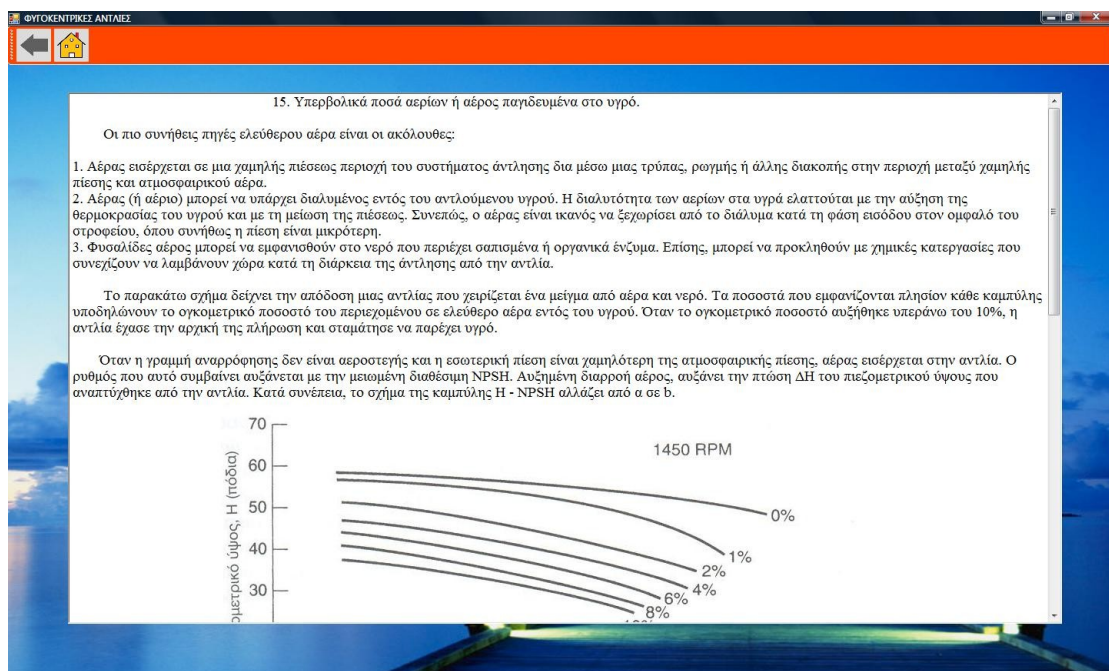 ΦΥΓΟΚΕΝΤΡΙΚΕΣ ΑΝΤΛΙΕΣ
15. Υπερβολικά ποσά αερίων ή αέρος παγιδευμένα στο υγρό.
Οι πιο συνήθεις πηγές ελεύθερου αέρα είναι οι ακόλουθες:
1. Αέρας εισέρχεται σε μια χαμηλής πιέσεως περιοχή του συστήματος άντλησης δια μέσω μιας τρύπας, ρωγμής ή άλλης διακοπής στην περιοχή μεταξύ χαμηλής
πίεσης και ατμοσφαιρικού αέρα.
2. Αέρας (ή αέριο) μπορεί να υπάρχει διαλυμένος εντός του αντλούμενου υγρού. Η διαλυτότητα των αερίων στα υγρά ελαττούται με την αύξηση της
θερμοκρασίας του υγρού και με τη μείωση της πιέσεως. Συνεπώς, ο αέρας είναι ικανός να ξεχωρίσει από το διάλυμα κατά τη φάση εισόδου στον ομφαλό του
στροφείου, όπου συνήθως η πίεση είναι μικρότερη.
3. Φυσαλίδες αέρος μπορεί να εμφανισθούν στο νερό που περιέχει σαπισμένα ή οργανικά ένζυμα. Επίσης, μπορεί να προκληθούν με χημικές κατεργασίες που
συνεχίζουν να λαμβάνουν χώρα κατά τη διάρκεια της άντλησης από την αντλία.
Το παρακάτω σχήμα δείχνει την απόδοση μιας αντλίας που χειρίζεται ένα μείγμα από αέρα και νερό. Τα ποσοστά που εμφανίζονται πλησίον κάθε καμπύλης
υποδηλώνουν το ογκομετρικό ποσοστό του περιεχομένου σε ελεύθερο αέρα εντός του υγρού. Όταν το ογκομετρικό ποσοστό αυξήθηκε υπεράνω του 10%, η
αντλία έχασε την αρχική της πλήρωση και σταμάτησε να παρέχει υγρό.
Όταν η γραμμή αναρρόφησης δεν είναι αεροστεγής και η εσωτερική πίεση είναι χαμηλότερη της ατμοσφαιρικής πίεσης, αέρας εισέρχεται στην αντλία. Ο
ρυθμός που αυτό συμβαίνει αυξάνεται με την μειωμένη διαθέσιμη NPSH. Αυξημένη διαρροή αέρος, αυξάνει την πτώση ΔΗ του πιεζομετρικού ύψους που
αναπτύχθηκε από την αντλία. Κατά συνέπεια, το σχήμα της καμπύλης H - NPSH αλλάζει από α σε b.
70
1450 RPM
60
50
0%
40
1%
2%
4%
30
6%
8%
ύψος, H (πόδια)